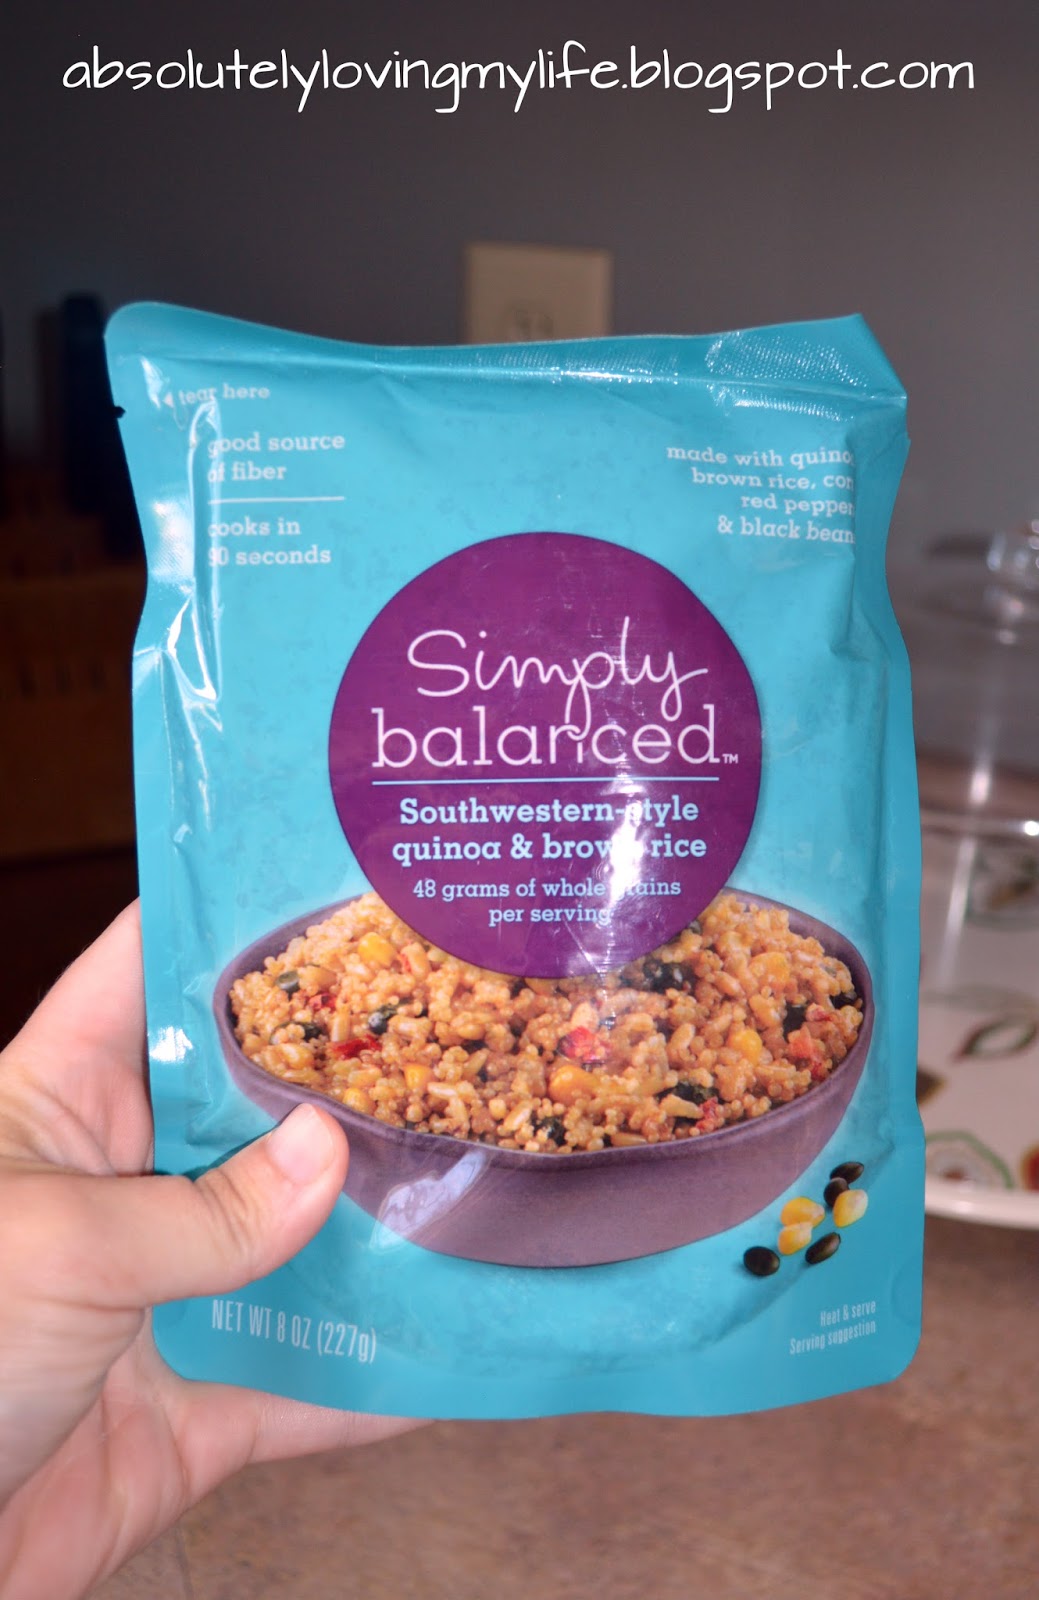 absolutelylovingmylife.blogspot.com
tear here
good source
of fiber
cooks in
90 seconds
made with quinoa
brown rice, corn
red pepper
& black bean
Simply
balanced™
Southwestern-style
quinoa & brown rice
48 grams of whole grains
per serving
NET WT 8 OZ (227g)
Heat & serve
Serving suggestion